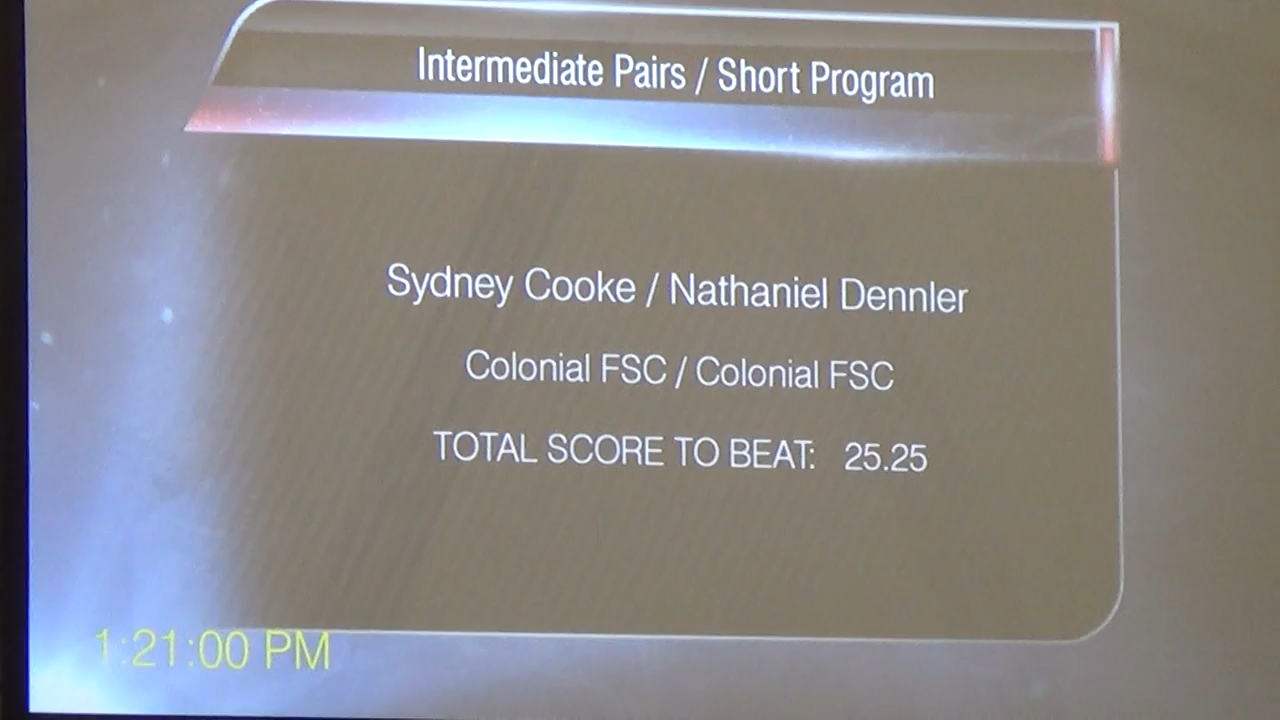 Intermediate Pairs / Short Program
Sydney Cooke / Nathaniel Dennler
Colonial FSC / Colonial FSC
TOTAL SCORE TO BEAT: 25.25
1:21:00 PM